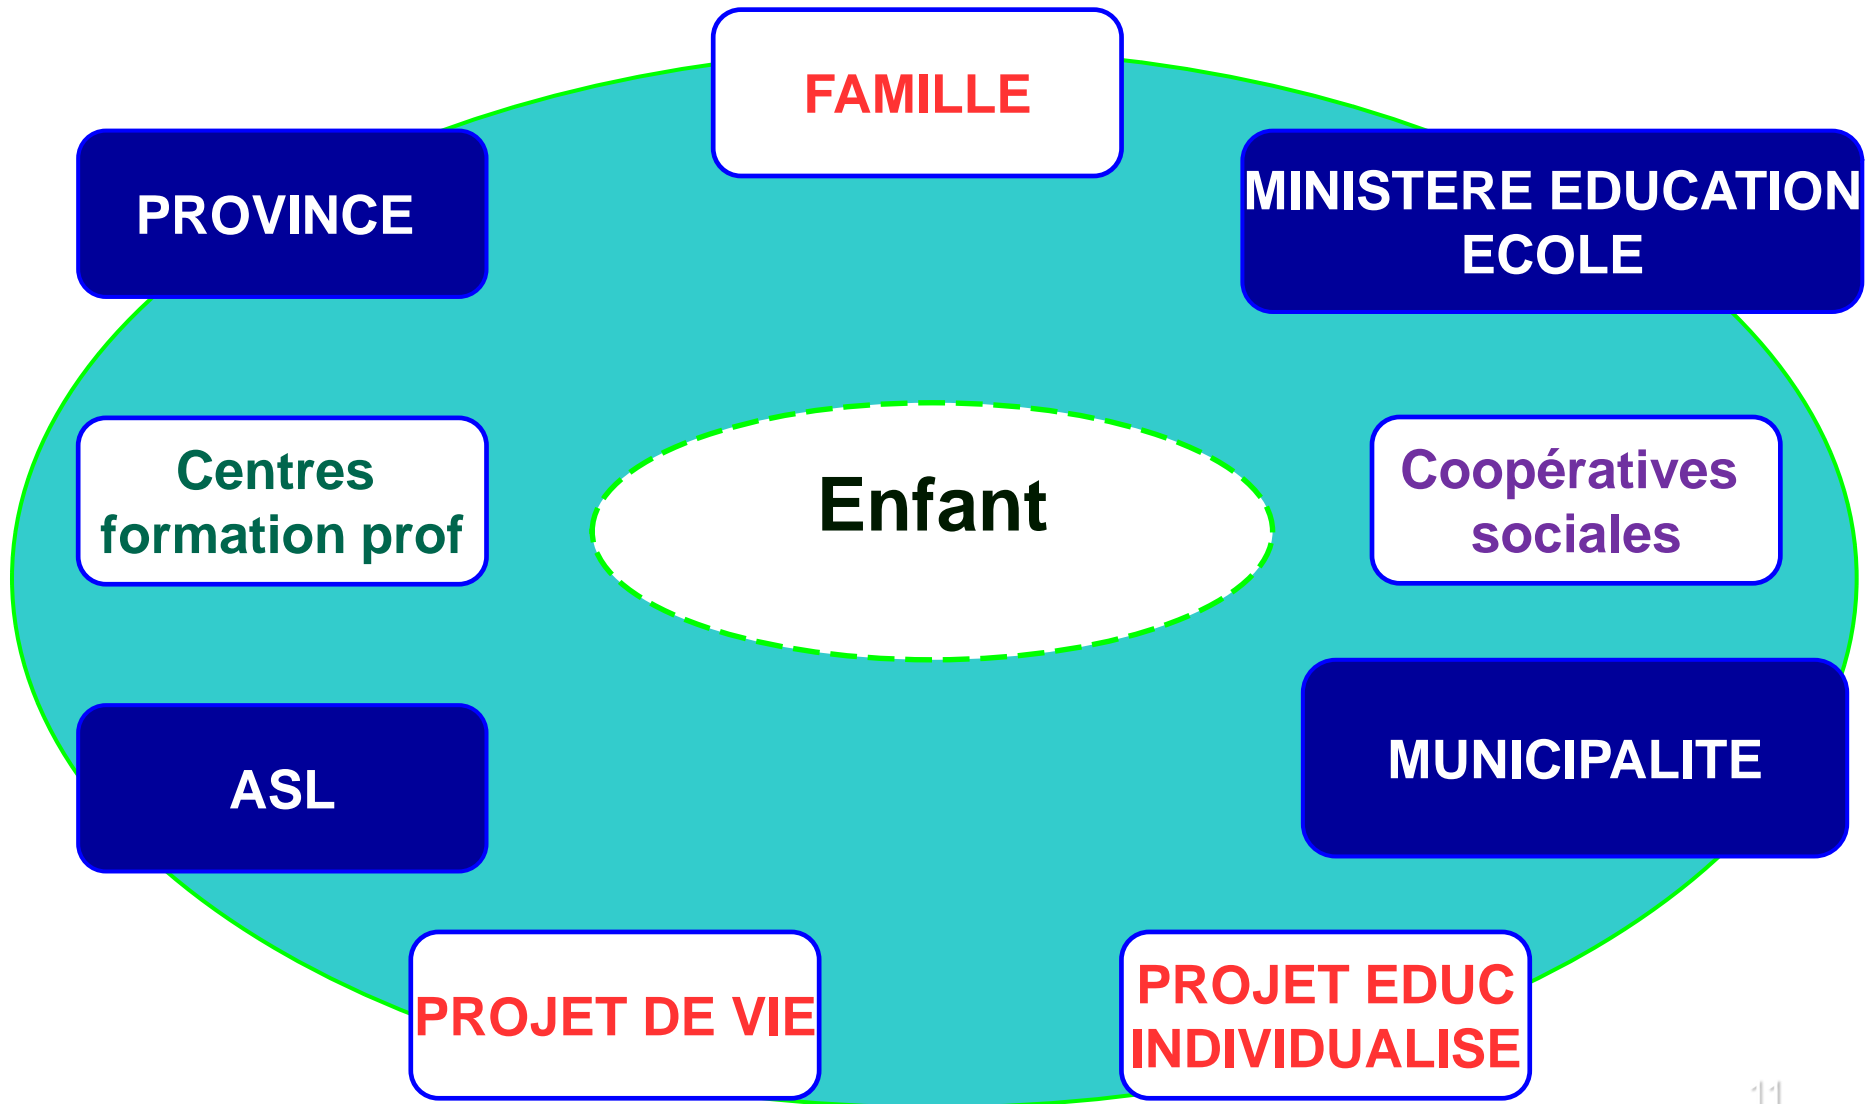 FAMILLE
PROVINCE
MINISTERE EDUCATION
ECOLE
Centres
formation prof
Enfant
Coopératives
sociales
ASL
MUNICIPALITE
PROJET DE VIE
PROJET EDUC
INDIVIDUALISE
11